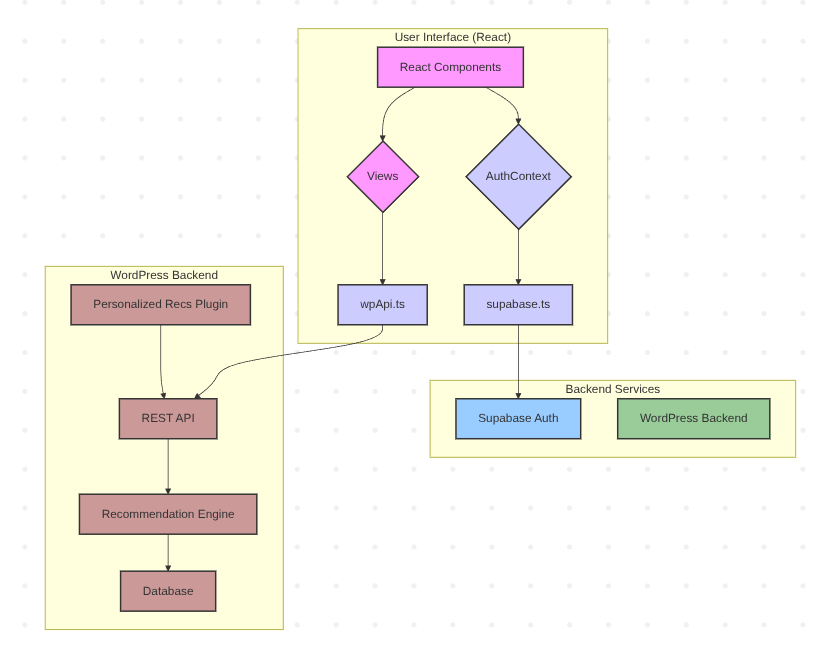 User Interface (React)
React Components
Views
AuthContext
wpApi.ts
supabase.ts
WordPress Backend
Personalized Recs Plugin
REST API
Recommendation Engine
Database
Backend Services
Supabase Auth
WordPress Backend